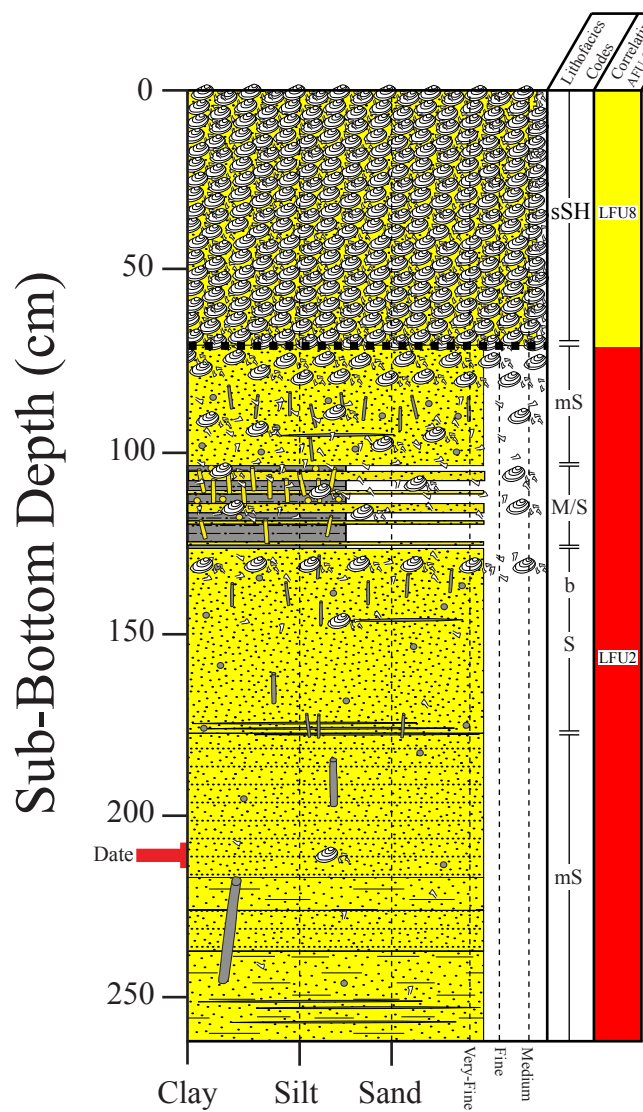 Lithofacies
Codes
Correlative
0
sSH
LFU8
50
mS
100
M/S
b
150
S
LFU2
200
Date
mS
250
Sub-Bottom Depth (cm)
Clay
Silt
Sand
Very-Fine
Fine
Medium